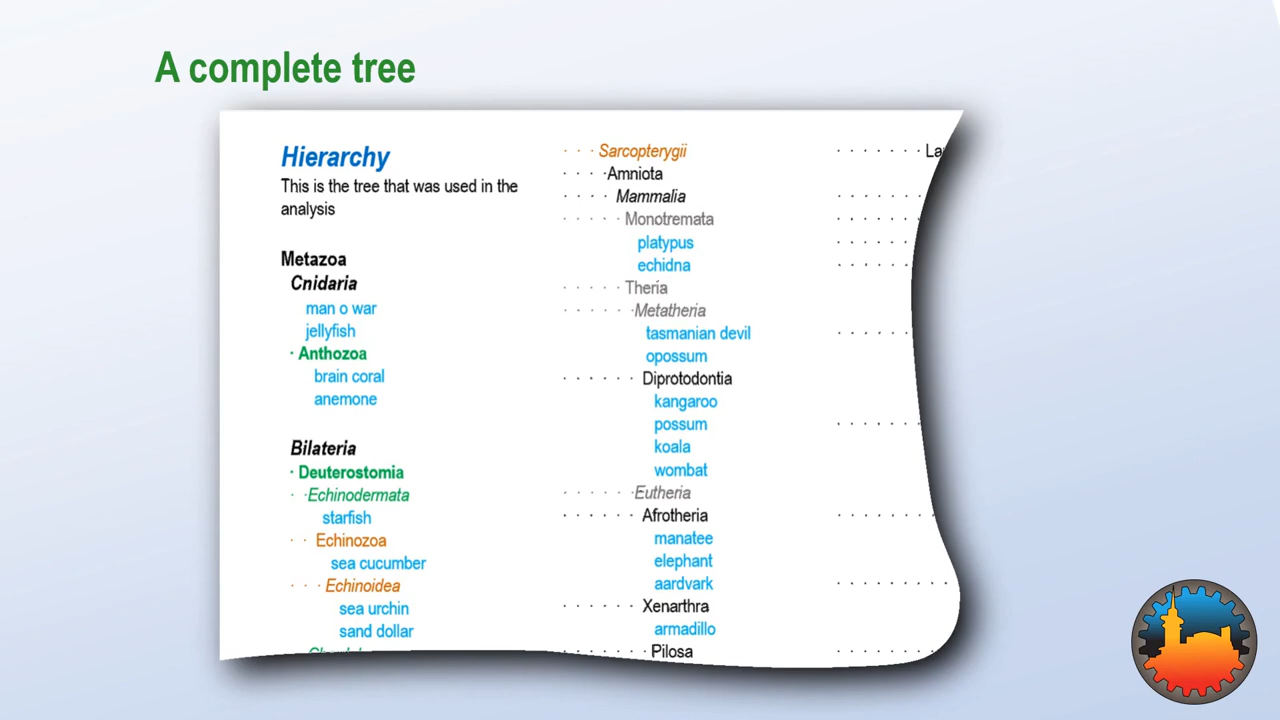 A complete tree
Hierarchy
This is the tree that was used in the
analysis
Metazoa
Cnidaria
man o war
jellyfish
· Anthozoa
brain coral
anemone
Bilateria
· Deuterostomia
· · Echinodermata
starfish
· · Echinozoa
sea cucumber
· · · Echinoidea
sea urchin
sand dollar
· · · Sarcopterygii
· · · · Amniota
· · · · Mammalia
· · · · · Monotremata
platypus
echidna
· · · · · Theria
· · · · · · Metatheria
tasmanian devil
opossum
· · · · · · Diprotodontia
kangaroo
possum
koala
wombat
· · · · · · Eutheria
· · · · · · Afrotheria
manatee
elephant
aardvark
· · · · · · Xenarthra
armadillo
· · · · · · · Pilosa